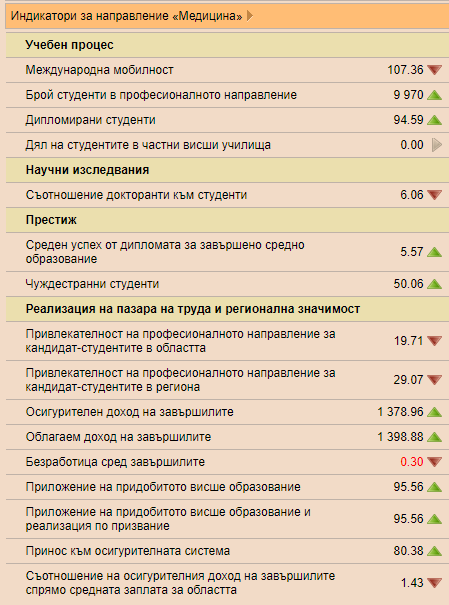 Индикатори за направление «Медицина»
Учебен процес
Международна мобилност 107.36
Брой студенти в професионалното направление 9 970
Дипломирани студенти 94.59
Дял на студентите в частни висши училища 0.00
Научни изследвания
Съотношение докторанти към студенти 6.06
Престиж
Среден успех от дипломата за завършено средно
образование 5.57
Чуждестранни студенти 50.06
Реализация на пазара на труда и регионална значимост
Привлекателност на професионалното направление за
кандидат-студентите в областта 19.71
Привлекателност на професионалното направление за
кандидат-студентите в региона 29.07
Осигурителен доход на завършилите 1 378.96
Облагаем доход на завършилите 1 398.88
Безработица сред завършилите 0.30
Приложение на придобитото висше образование 95.56
Приложение на придобитото висше образование и
реализация по призвание 95.56
Принос към осигурителната система 80.38
Съотношение на осигурителния доход на завършилите
спрямо средната заплата за областта 1.43